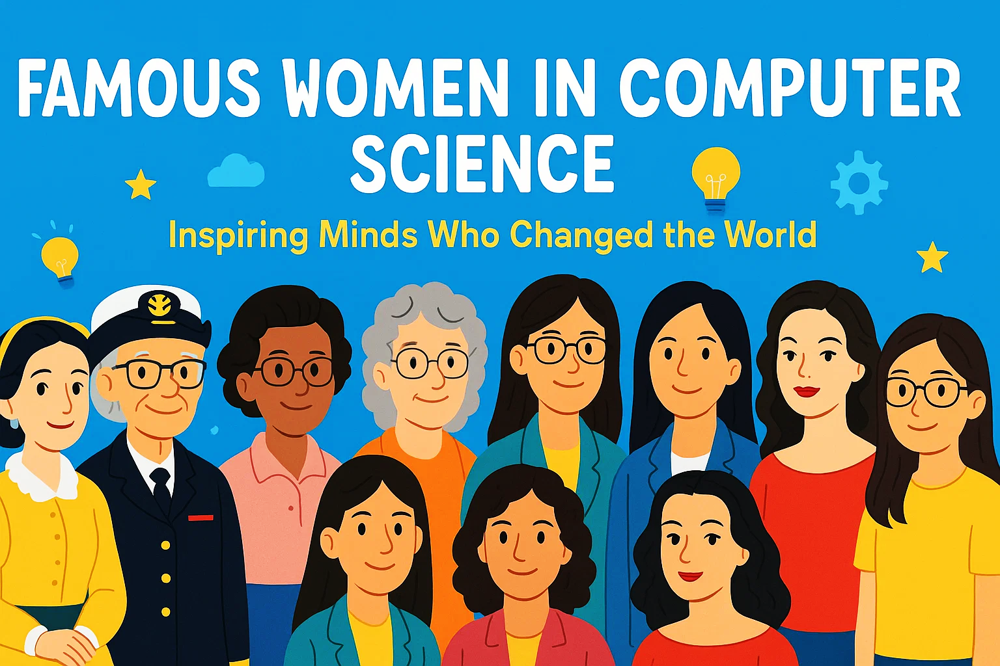 FAMOUS WOMEN IN COMPUTER
SCIENCE
Inspiring Minds Who Changed the World